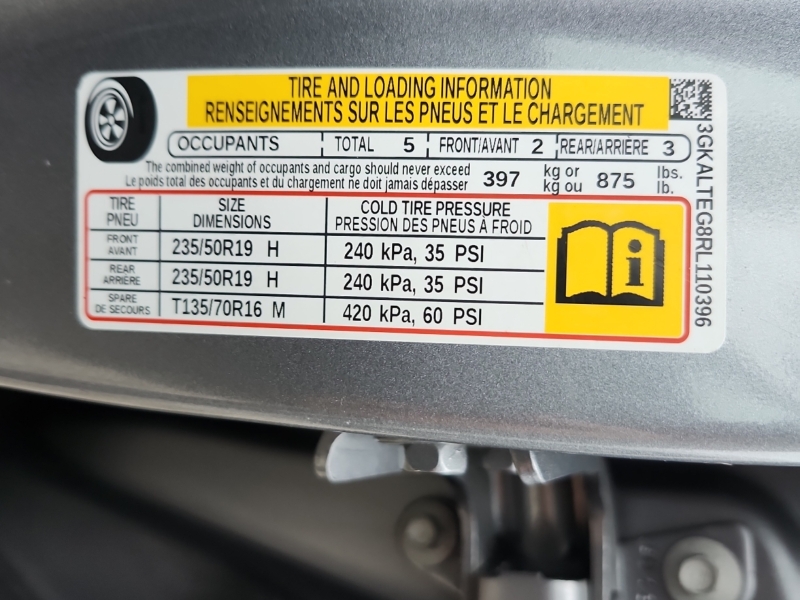 TIRE AND LOADING INFORMATION
RENSEIGNEMENTS SUR LES PNEUS ET LE CHARGEMENT
OCCUPANTS TOTAL 5 FRONT/AVANT 2 REAR/ARRIÈRE 3
The combined weight of occupants and cargo should never exceed
Le poids total des occupants et du chargement ne doit jamais dépasser
397 kg or kg ou 875 lbs. lb.
TIRE PNEU SIZE DIMENSIONS COLD TIRE PRESSURE PRESSION DES PNEUS À FROID
FRONT AVANT 235/50R19 H 240 kPa, 35 PSI
REAR ARRIÈRE 235/50R19 H 240 kPa, 35 PSI
SPARE DE SECOURS T135/70R16 M 420 kPa, 60 PSI
i
3GKALTEG8RL110396